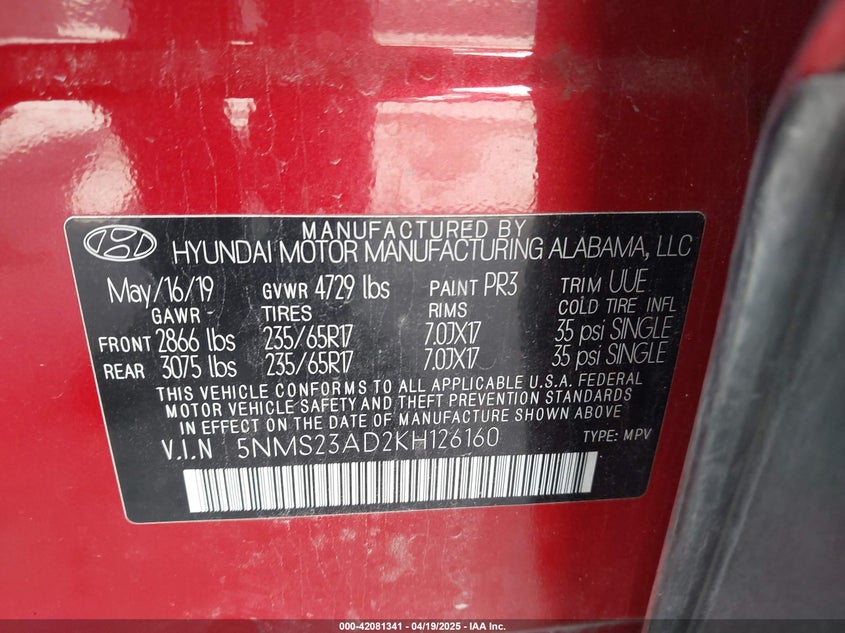 MANUFACTURED BY
HYUNDAI MOTOR MANUFACTURING ALABAMA, LLC
May/16/19 GVWR 4729 lbs PAINT PR3 TRIM UUE
GAWR TIRES RIMS COLD TIRE INFL
FRONT 2866 lbs 235/65R17 7.0JX17 35 psi SINGLE
REAR 3075 lbs 235/65R17 7.0JX17 35 psi SINGLE
THIS VEHICLE CONFORMS TO ALL APPLICABLE U.S.A. FEDERAL
MOTOR VEHICLE SAFETY AND THEFT PREVENTION STANDARDS
IN EFFECT ON THE DATE OF MANUFACTURE SHOWN ABOVE
V.I.N 5NMS23AD2KH126160 TYPE: MPV
000-42081341 | 04/19/2025 - IAA Inc.